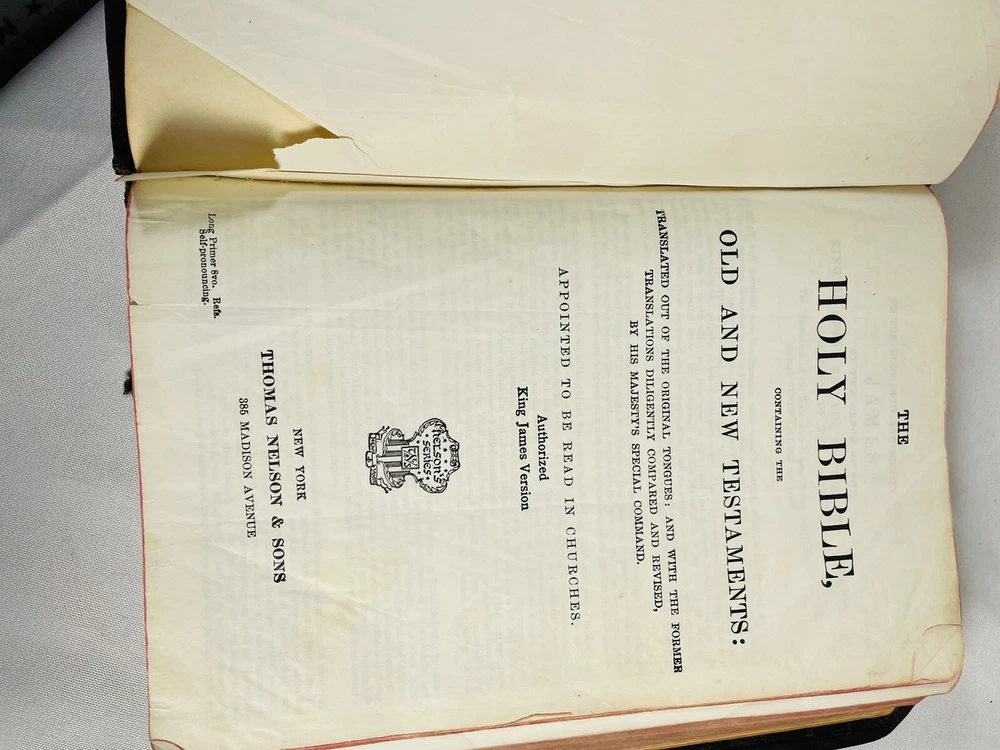 THE
HOLY BIBLE,
CONTAINING THE
OLD AND NEW TESTAMENTS:
TRANSLATED OUT OF THE ORIGINAL TONGUES: AND WITH THE FORMER
TRANSLATIONS DILIGENTLY COMPARED AND REVISED,
BY HIS MAJESTY'S SPECIAL COMMAND.
APPOINTED TO BE READ IN CHURCHES.
Authorized
King James Version
NELSON'S
SERIES
NEW YORK
THOMAS NELSON & SONS
385 MADISON AVENUE
Long Primer 8vo. Refs.
Self-pronouncing.